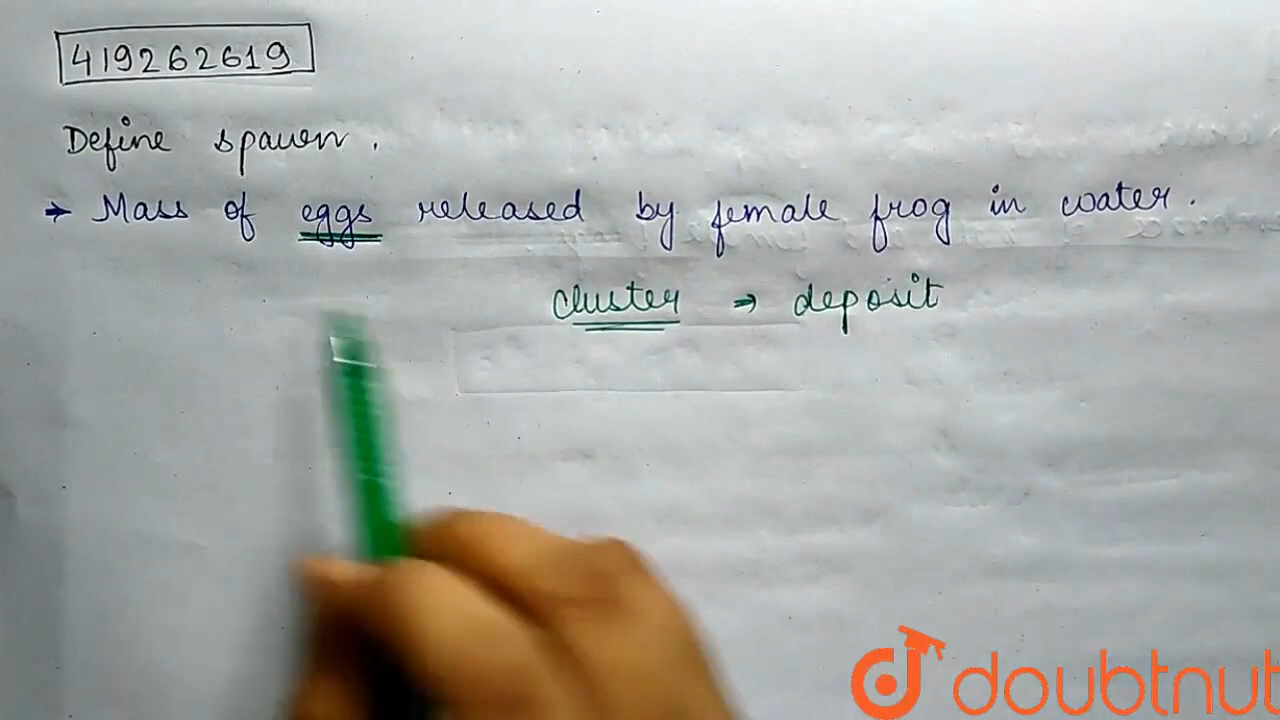 419262619
Define spawn.
→ Mass of eggs released by female frog in water.
cluster → deposit
doubtnut